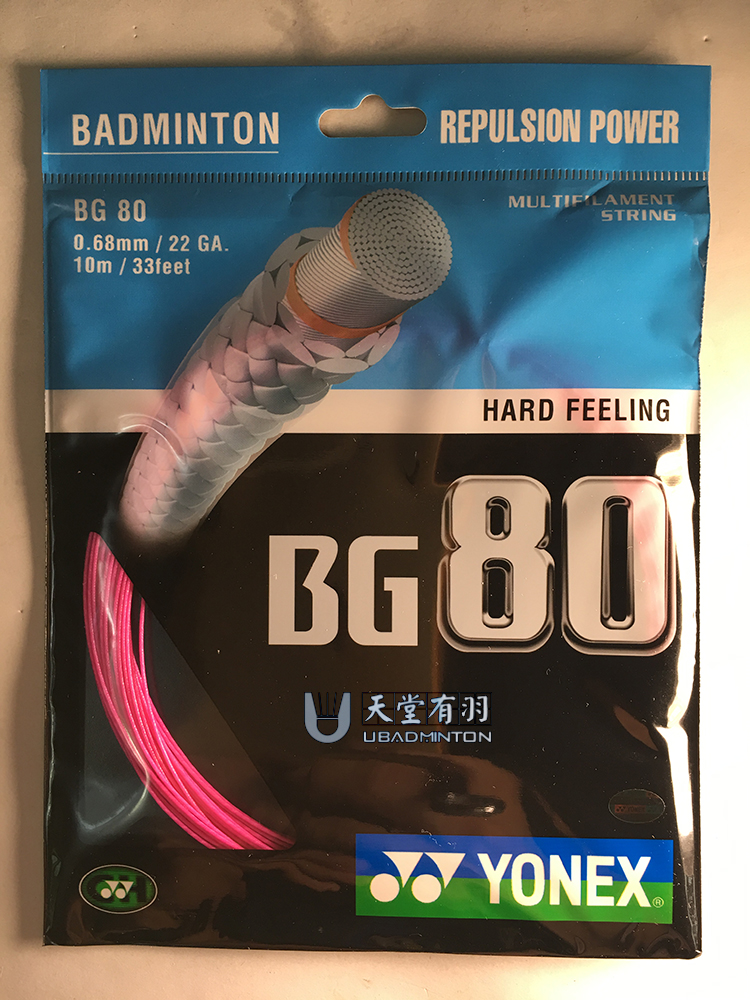 BADMINTON
REPULSION POWER
BG 80
0.68mm / 22 GA.
10m / 33feet
MULTIFILAMENT
STRING
HARD FEELING
BG 80
天堂有羽
UBADMINTON
YONEX®